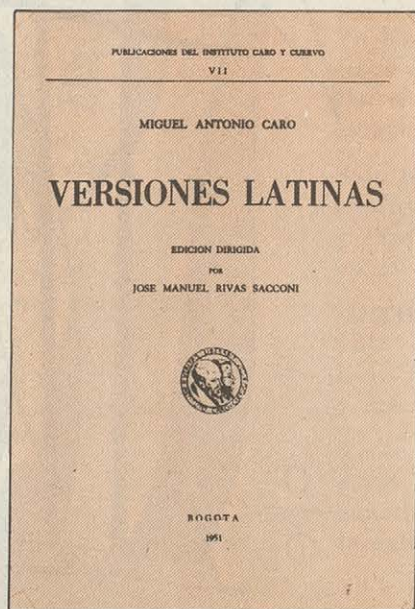 PUBLICACIONES DEL INSTITUTO CARO Y CUERVO
VII
MIGUEL ANTONIO CARO
VERSIONES LATINAS
EDICION DIRIGIDA
POR
JOSE MANUEL RIVAS SACCONI
BOGOTA
1951